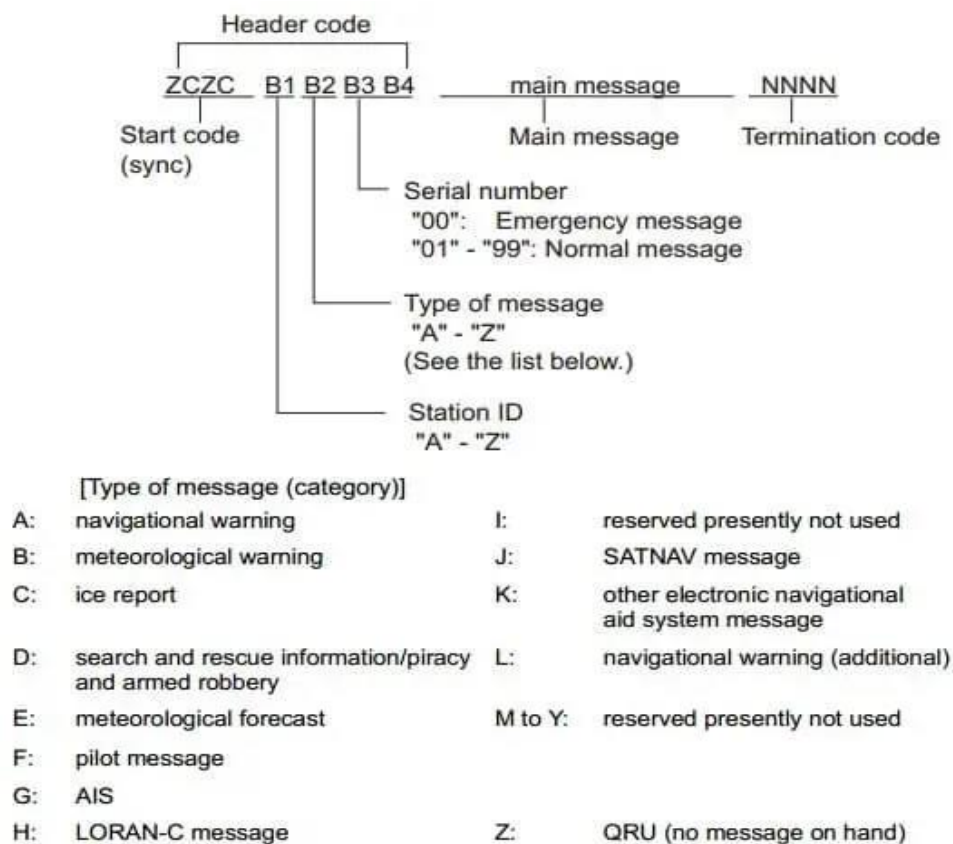 Header code
ZCZC B1 B2 B3 B4 main message NNNN
Start code
(sync)
Main message
Termination code
Serial number
"00": Emergency message
"01" - "99": Normal message
Type of message
"A" - "Z"
(See the list below.)
Station ID
"A" - "Z"
[Type of message (category)]
A: navigational warning
I: reserved presently not used
B: meteorological warning
J: SATNAV message
C: ice report
K: other electronic navigational
aid system message
D: search and rescue information/piracy
and armed robbery
L: navigational warning (additional)
E: meteorological forecast
M to Y: reserved presently not used
F: pilot message
G: AIS
H: LORAN-C message
Z: QRU (no message on hand)